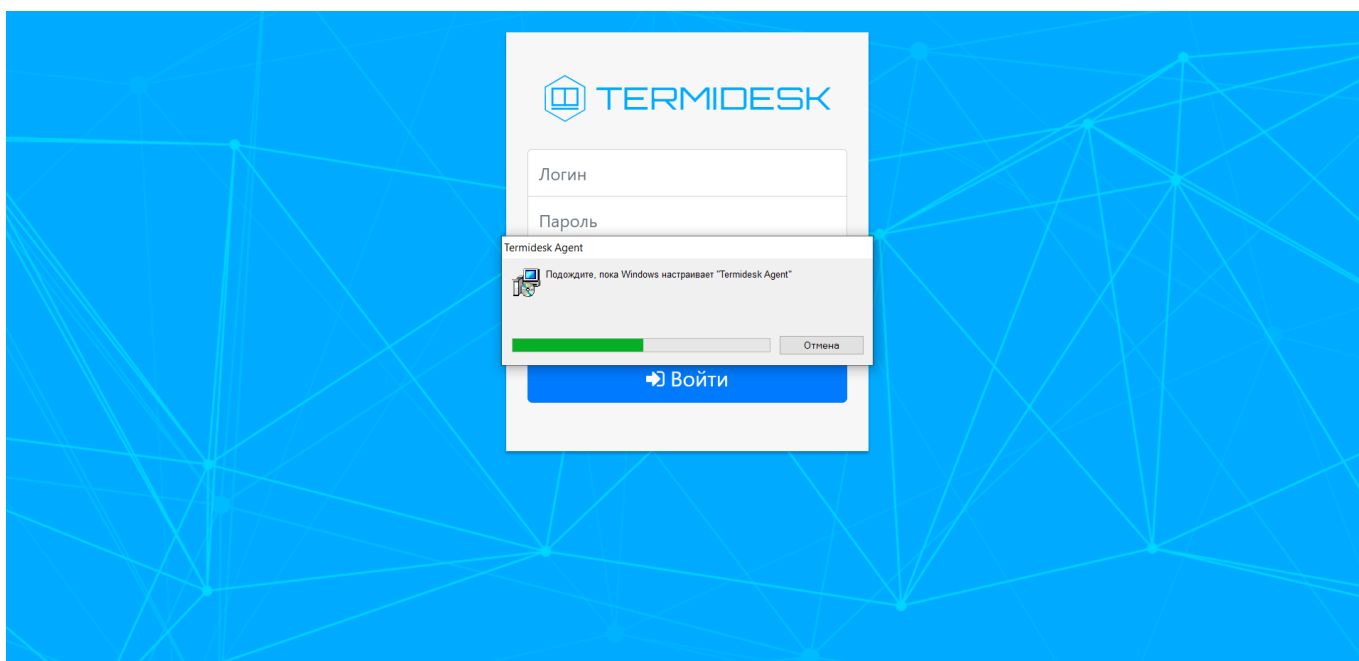 TERMIDESK
Логин
Пароль
Termidesk Agent
Подождите, пока Windows настраивает "Termidesk Agent"
Отмена
Войти